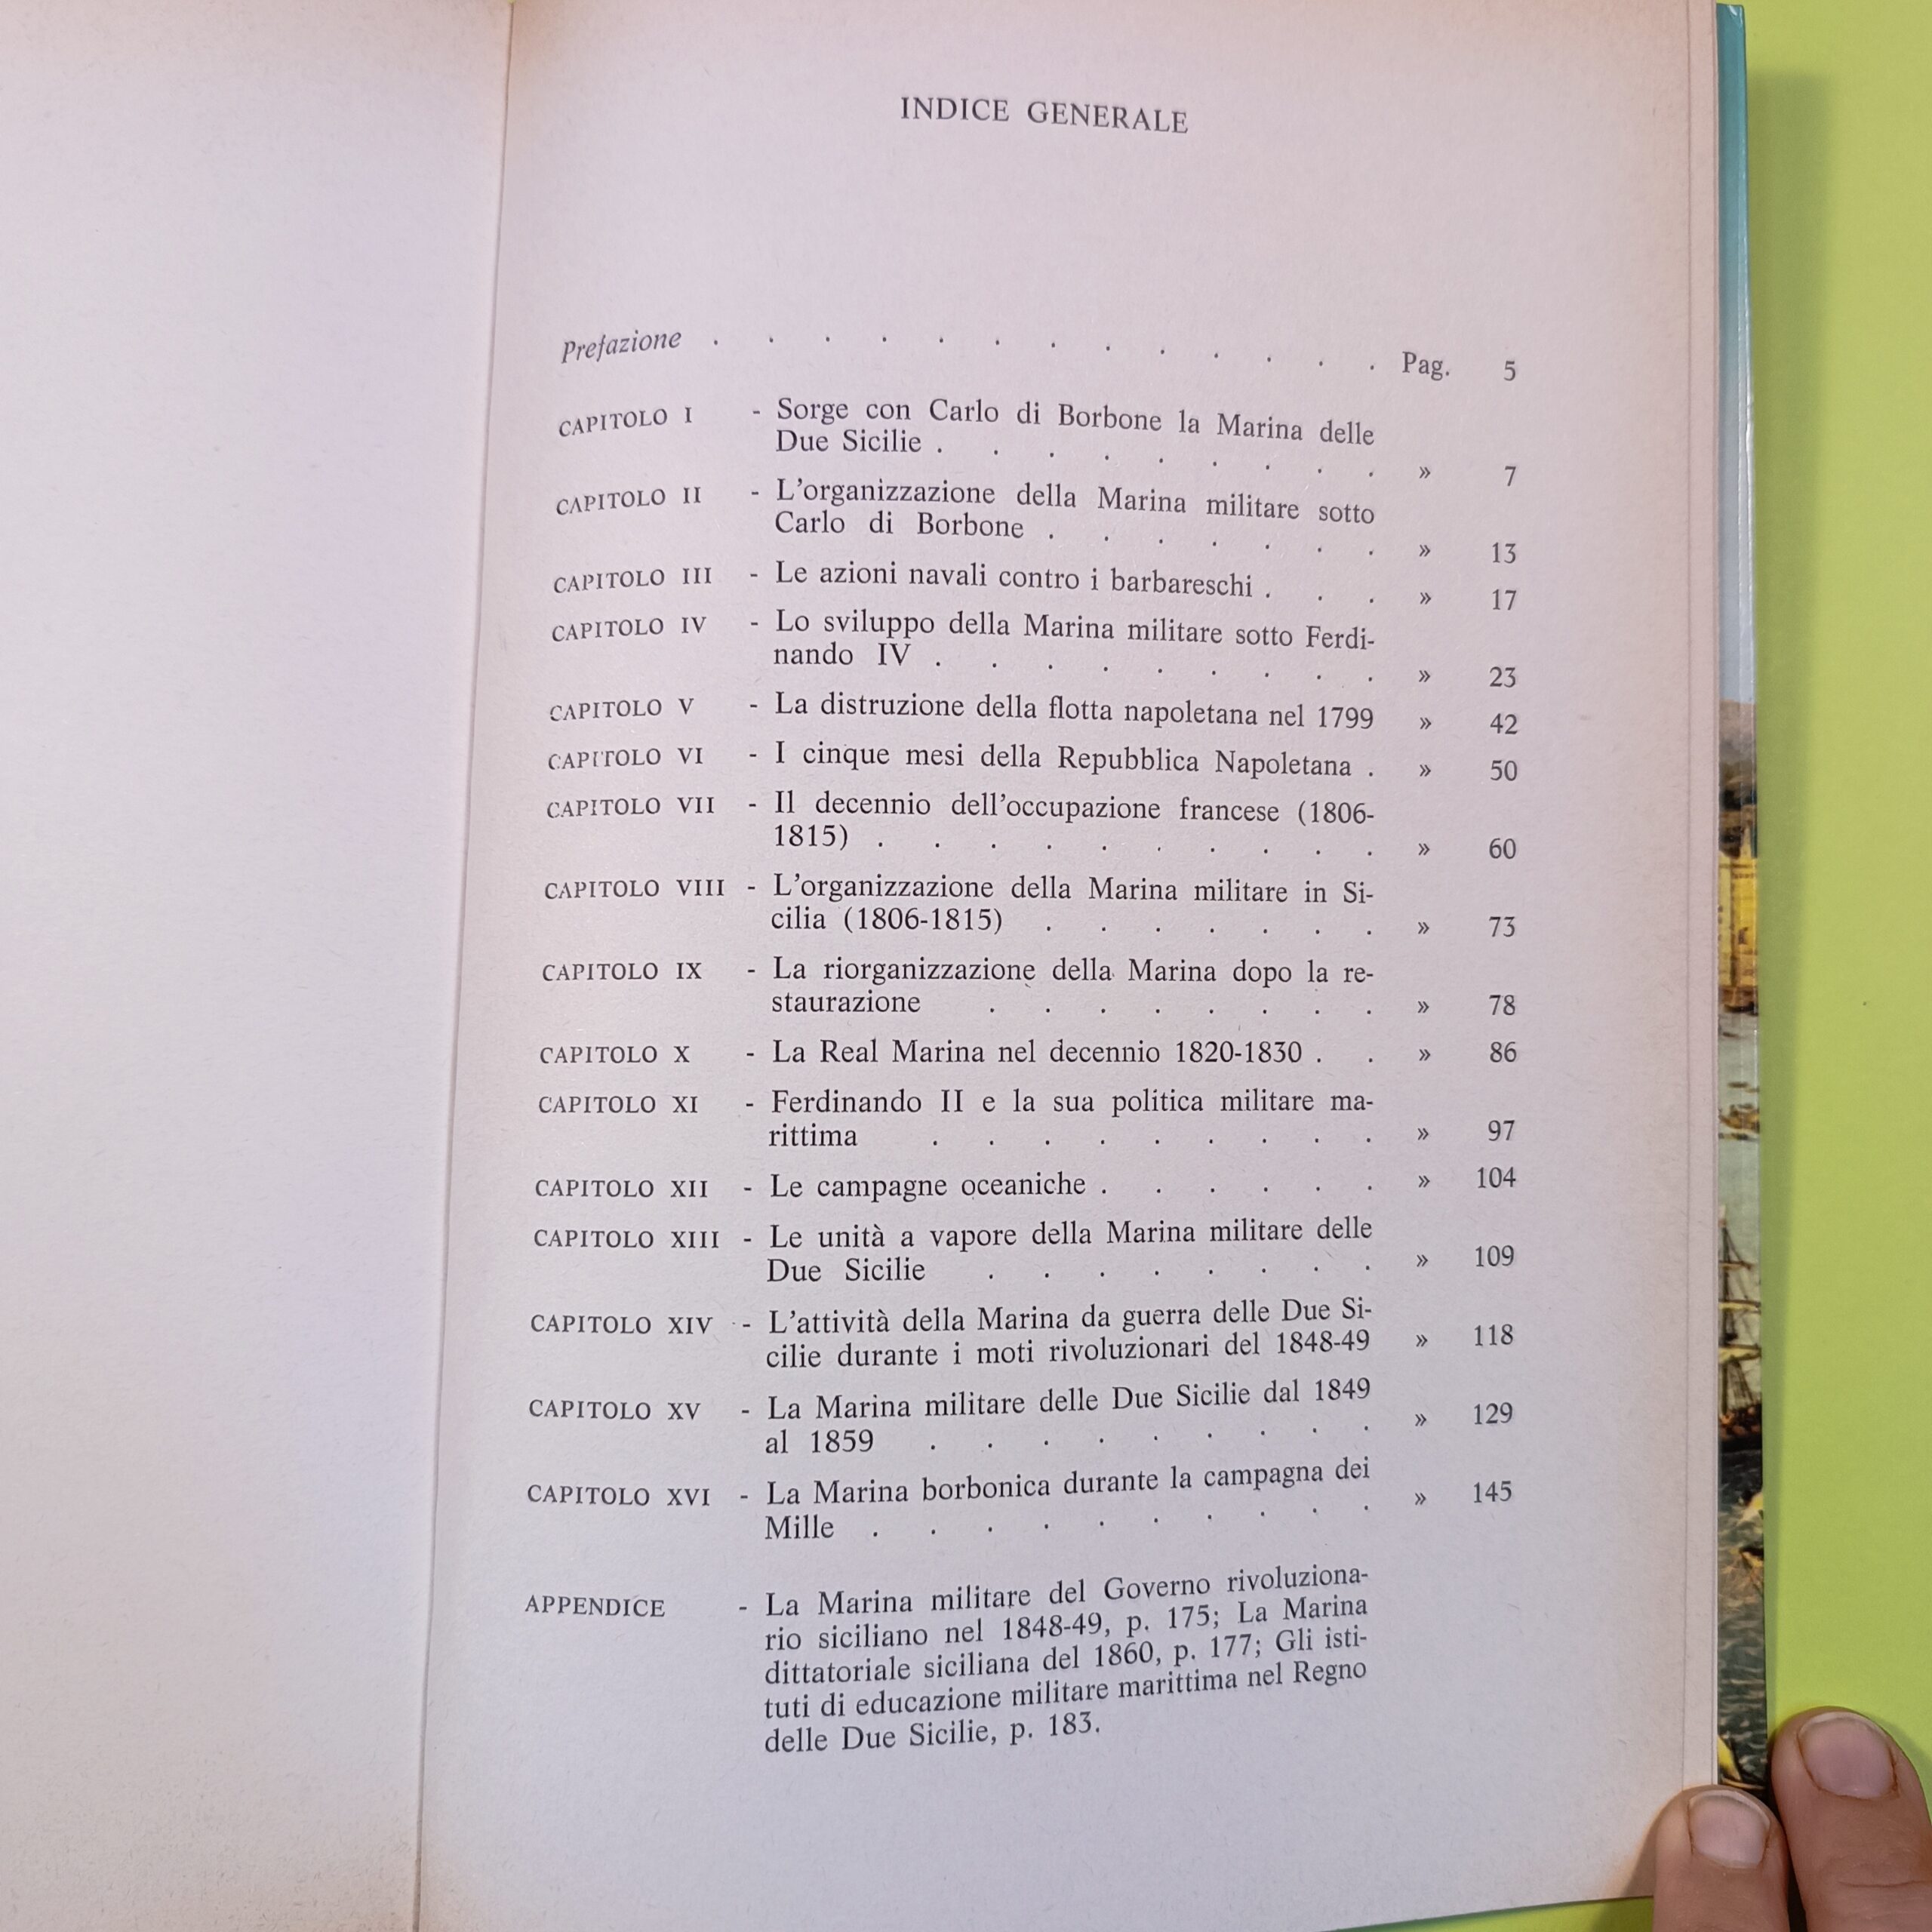 INDICE GENERALE
Prefazione . . . . . . . . . . . . . Pag. 5
CAPITOLO I - Sorge con Carlo di Borbone la Marina delle
Due Sicilie . . . . . . . . . » 7
CAPITOLO II - L'organizzazione della Marina militare sotto
Carlo di Borbone . . . . . . . » 13
CAPITOLO III - Le azioni navali contro i barbareschi . . . » 17
CAPITOLO IV - Lo sviluppo della Marina militare sotto Ferdi-
nando IV . . . . . . . . . » 23
CAPITOLO V - La distruzione della flotta napoletana nel 1799 » 42
CAPITOLO VI - I cinque mesi della Repubblica Napoletana . » 50
CAPITOLO VII - Il decennio dell'occupazione francese (1806-
1815) . . . . . . . . . . » 60
CAPITOLO VIII - L'organizzazione della Marina militare in Si-
cilia (1806-1815) . . . . . . . » 73
CAPITOLO IX - La riorganizzazione della Marina dopo la re-
staurazione . . . . . . . . » 78
CAPITOLO X - La Real Marina nel decennio 1820-1830 . . » 86
CAPITOLO XI - Ferdinando II e la sua politica militare ma-
rittima . . . . . . . . . » 97
CAPITOLO XII - Le campagne oceaniche . . . . . . » 104
CAPITOLO XIII - Le unità a vapore della Marina militare delle
Due Sicilie . . . . . . . . » 109
CAPITOLO XIV - L'attività della Marina da guerra delle Due Si-
cilie durante i moti rivoluzionari del 1848-49 » 118
CAPITOLO XV - La Marina militare delle Due Sicilie dal 1849
al 1859 . . . . . . . . . » 129
CAPITOLO XVI - La Marina borbonica durante la campagna dei
Mille . . . . . . . . . . » 145
APPENDICE - La Marina militare del Governo rivoluziona-
rio siciliano nel 1848-49, p. 175; La Marina
dittatoriale siciliana del 1860, p. 177; Gli isti-
tuti di educazione militare marittima nel Regno
delle Due Sicilie, p. 183.